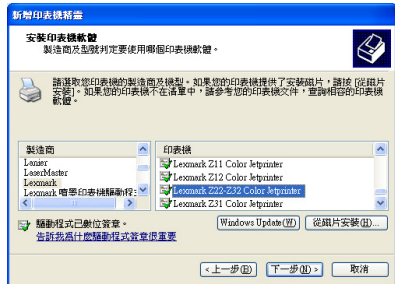 新增印表機精靈
安裝印表機軟體
製造商及型號判定要使用哪個印表機軟體。
請選取您印表機的製造商及機型。如果您的印表機提供了安裝磁片，請按 [從磁片
安裝]。如果您的印表機不在清單中，請參考您的印表機文件，查詢相容的印表機
軟體。
製造商
Lanier
LaserMaster
Lexmark
Lexmark 噴墨印表機驅動程:
印表機
Lexmark Z11 Color Jetprinter
Lexmark Z12 Color Jetprinter
Lexmark Z22-Z32 Color Jetprinter
Lexmark Z31 Color Jetprinter
驅動程式已數位簽章。
告訴我為什麼驅動程式簽章很重要
Windows Update(W)
從磁片安裝(H)...
< 上一步(B)
下一步(N) >
取消